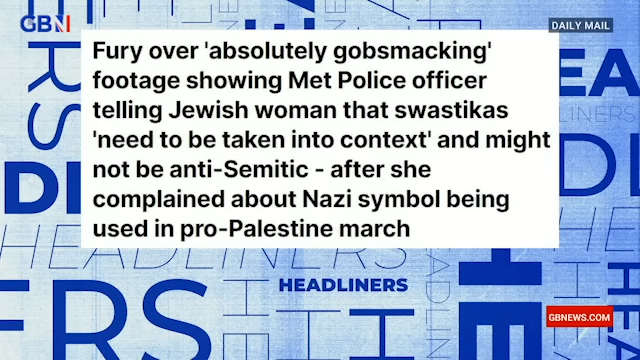 GBN
DAILY MAIL
Fury over 'absolutely gobsmacking'
footage showing Met Police officer
telling Jewish woman that swastikas
'need to be taken into context' and might
not be anti-Semitic - after she
complained about Nazi symbol being
used in pro-Palestine march
HEADLINERS
HEADLINERS
GBNEWS.COM